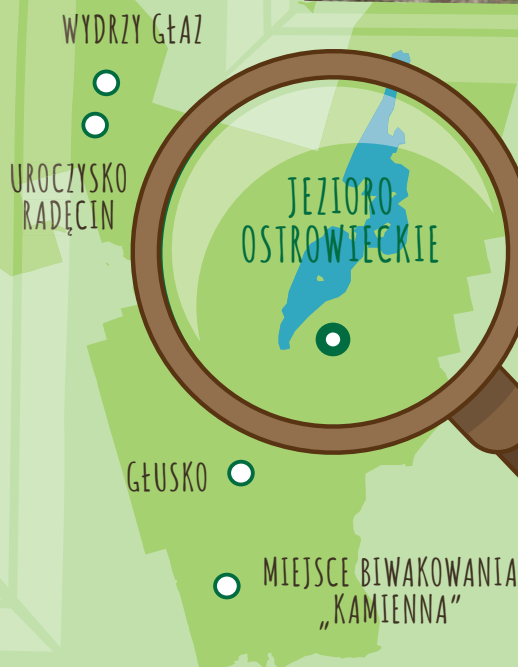 WYDRZY GŁAZ
UROCZYSKO
RADĘCIN
JEZIORO
OSTROWIECKIE
GŁUSKO
MIEJSCE BIWAKOWANIA
„KAMIENNA”